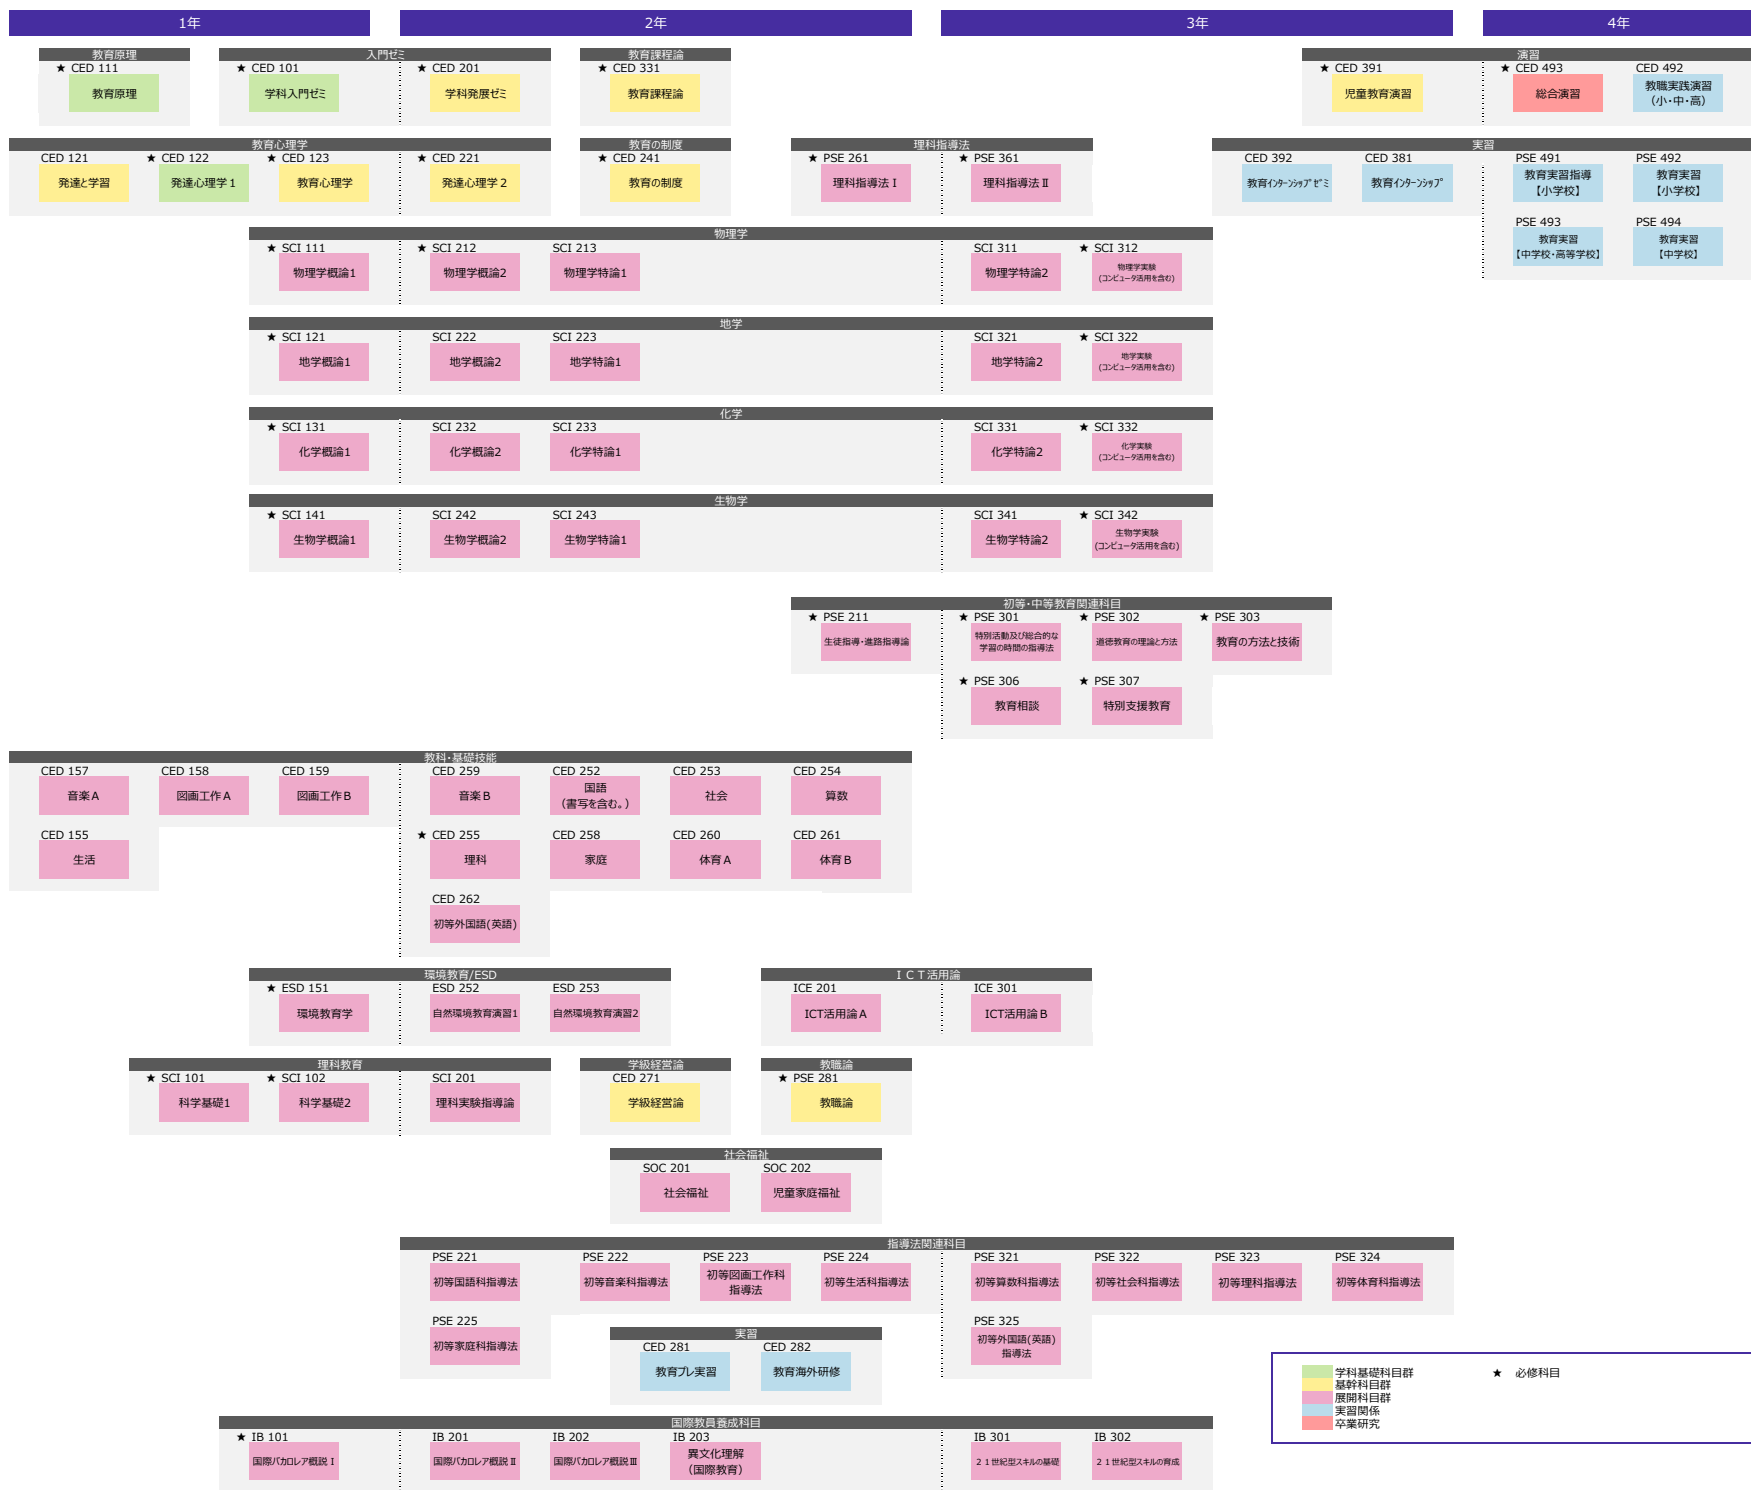 1年
2年
3年
4年
教育原理
入門ゼミ
教育課程論
演習
★ CED 111
★ CED 101
★ CED 201
★ CED 331
★ CED 391
★ CED 493
CED 492
教育原理
学科入門ゼミ
学科発展ゼミ
教育課程論
児童教育演習
総合演習
教職実践演習
（小・中・高）
教育心理学
教育の制度
理科指導法
実習
CED 121
★ CED 122
★ CED 123
★ CED 221
★ CED 241
★ PSE 261
★ PSE 361
CED 392
CED 381
PSE 491
PSE 492
発達と学習
発達心理学１
教育心理学
発達心理学２
教育の制度
理科指導法Ⅰ
理科指導法Ⅱ
教育ｲﾝﾀｰﾝｼｯﾌﾟｾﾞﾐ
教育ｲﾝﾀｰﾝｼｯﾌﾟ
教育実習指導
【小学校】
教育実習
【小学校】
PSE 493
PSE 494
教育実習
【中学校・高等学校】
教育実習
【中学校】
物理学
★ SCI 111
★ SCI 212
SCI 213
SCI 311
★ SCI 312
物理学概論1
物理学概論2
物理学特論1
物理学特論2
物理学実験
(コンピュータ活用を含む)
地学
★ SCI 121
SCI 222
SCI 223
SCI 321
★ SCI 322
地学概論1
地学概論2
地学特論1
地学特論2
地学実験
(コンピュータ活用を含む)
化学
★ SCI 131
SCI 232
SCI 233
SCI 331
★ SCI 332
化学概論1
化学概論2
化学特論1
化学特論2
化学実験
(コンピュータ活用を含む)
生物学
★ SCI 141
SCI 242
SCI 243
SCI 341
★ SCI 342
生物学概論1
生物学概論2
生物学特論1
生物学特論2
生物学実験
(コンピュータ活用を含む)
初等・中等教育関連科目
★ PSE 211
★ PSE 301
★ PSE 302
★ PSE 303
生徒指導・進路指導論
特別活動及び総合的な
学習の時間の指導法
道徳教育の理論と方法
教育の方法と技術
★ PSE 306
★ PSE 307
教育相談
特別支援教育
教科・基礎技能
CED 157
CED 158
CED 159
CED 259
CED 252
CED 253
CED 254
音楽Ａ
図画工作Ａ
図画工作Ｂ
音楽Ｂ
国語
（書写を含む。）
社会
算数
CED 155
★ CED 255
CED 258
CED 260
CED 261
生活
理科
家庭
体育Ａ
体育Ｂ
CED 262
初等外国語(英語)
環境教育/ESD
ＩＣＴ活用論
★ ESD 151
ESD 252
ESD 253
ICE 201
ICE 301
環境教育学
自然環境教育演習1
自然環境教育演習2
ICT活用論Ａ
ICT活用論Ｂ
理科教育
学級経営論
教職論
★ SCI 101
★ SCI 102
SCI 201
CED 271
★ PSE 281
科学基礎1
科学基礎2
理科実験指導論
学級経営論
教職論
社会福祉
SOC 201
SOC 202
社会福祉
児童家庭福祉
指導法関連科目
PSE 221
PSE 222
PSE 223
PSE 224
PSE 321
PSE 322
PSE 323
PSE 324
初等国語科指導法
初等音楽科指導法
初等図画工作科
指導法
初等生活科指導法
初等算数科指導法
初等社会科指導法
初等理科指導法
初等体育科指導法
PSE 225
PSE 325
初等家庭科指導法
初等外国語(英語)
指導法
実習
CED 281
CED 282
教育プレ実習
教育海外研修
学科基礎科目群
基幹科目群
展開科目群
実習関係
卒業研究
★ 必修科目
国際教員養成科目
★ IB 101
IB 201
IB 202
IB 203
IB 301
IB 302
国際バカロレア概説Ⅰ
国際バカロレア概説Ⅱ
国際バカロレア概説Ⅲ
異文化理解
（国際教育）
２１世紀型スキルの基礎
２１世紀型スキルの育成